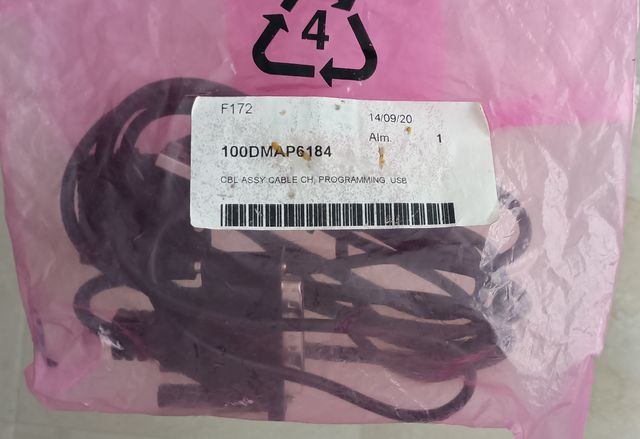 4
F172
14/09/20
Alm. 1
100DMAP6184
CBL ASSY CABLE CH, PROGRAMMING, USB